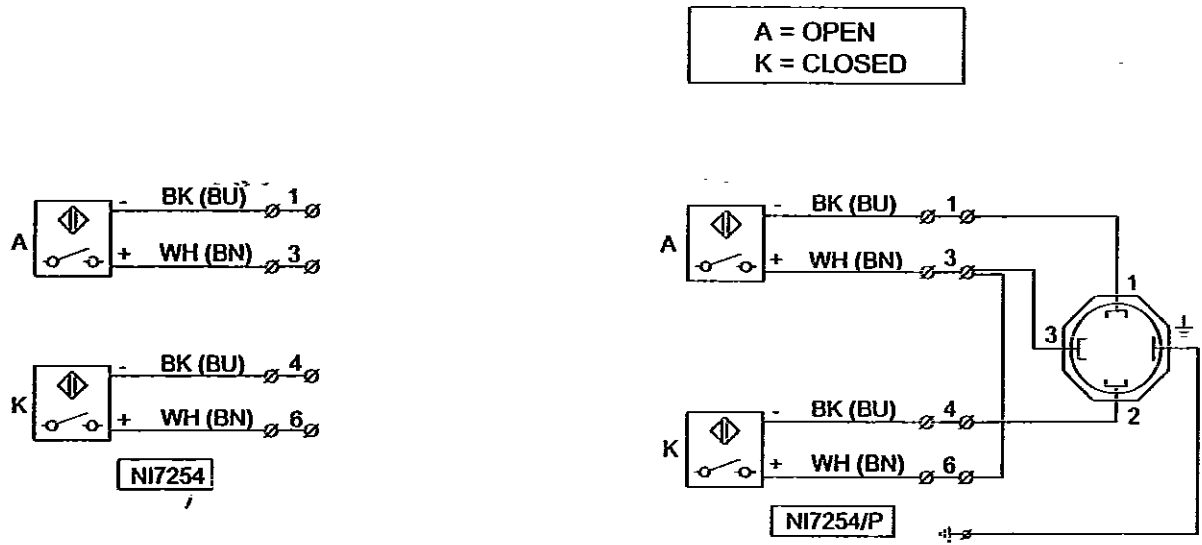 A = OPEN
K = CLOSED
A
- BK (BU) 1
+ WH (BN) 3
K
- BK (BU) 4
+ WH (BN) 6
NI7254
A
- BK (BU) 1
+ WH (BN) 3
K
- BK (BU) 4
+ WH (BN) 6
1
3
2
NI7254/P